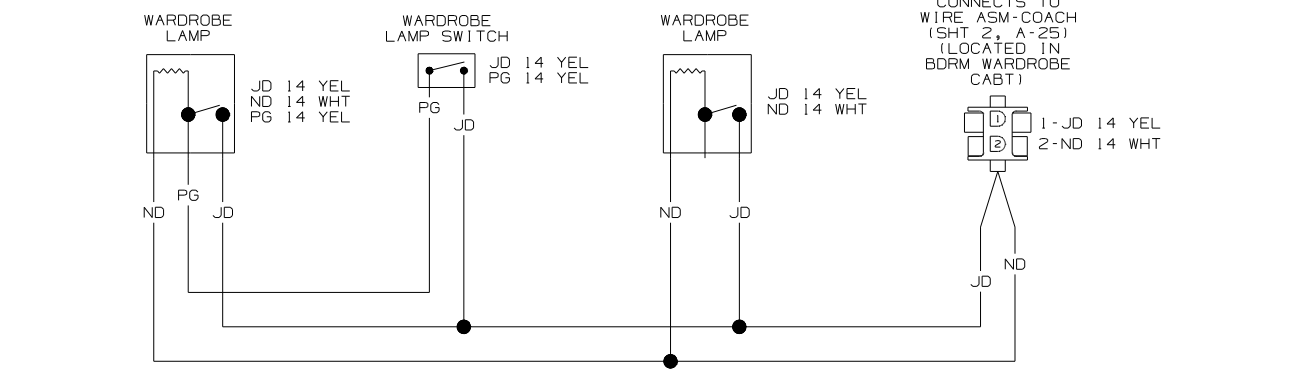 WARDROBE
LAMP
JD 14 YEL
ND 14 WHT
PG 14 YEL
PG
ND
JD
WARDROBE
LAMP SWITCH
JD 14 YEL
PG 14 YEL
PG
JD
WARDROBE
LAMP
JD 14 YEL
ND 14 WHT
ND
JD
CONNECTS TO
WIRE ASM-COACH
(SHT 2, A-25)
(LOCATED IN
BDRM WARDROBE
CABT)
1
2
1-JD 14 YEL
2-ND 14 WHT
ND
JD